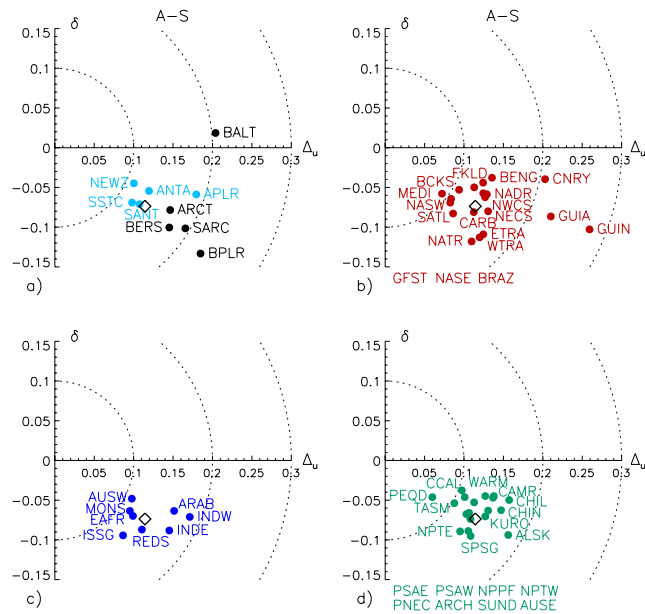 A-S
δ
0.15
0.1
0.05
0
0.05 0.1 0.15 0.2 0.25 0.3
Δu
BALT
NEWZ
ANTA
APLR
SSTC
SANT
ARCT
BERS
SARC
BPLR
-0.05
-0.1
-0.15
a)
A-S
δ
0.15
0.1
0.05
0
0.05 0.1 0.15 0.2 0.25 0.3
Δu
FKLD
BENG
CNRY
BCKS
MEDI
NADR
NASW
NWCS
SATL
NECS
CARB
GUIA
GUIN
ETRA
NATR
WTRA
-0.05
-0.1
-0.15
GFST NASE BRAZ
b)
δ
0.15
0.1
0.05
0
0.05 0.1 0.15 0.2 0.25 0.3
Δu
AUSW
MONS
ARAB
EAFR
INDW
ISSG
REDS
INDE
-0.05
-0.1
-0.15
c)
δ
0.15
0.1
0.05
0
0.05 0.1 0.15 0.2 0.25 0.3
Δu
CCAL
WARM
PEQD
CAMR
TASM
CHIL
CHIN
KURO
NPTE
ALSK
SPSG
-0.05
-0.1
-0.15
d)
PSAE PSAW NPPF NPTW
PNEC ARCH SUND AUSE